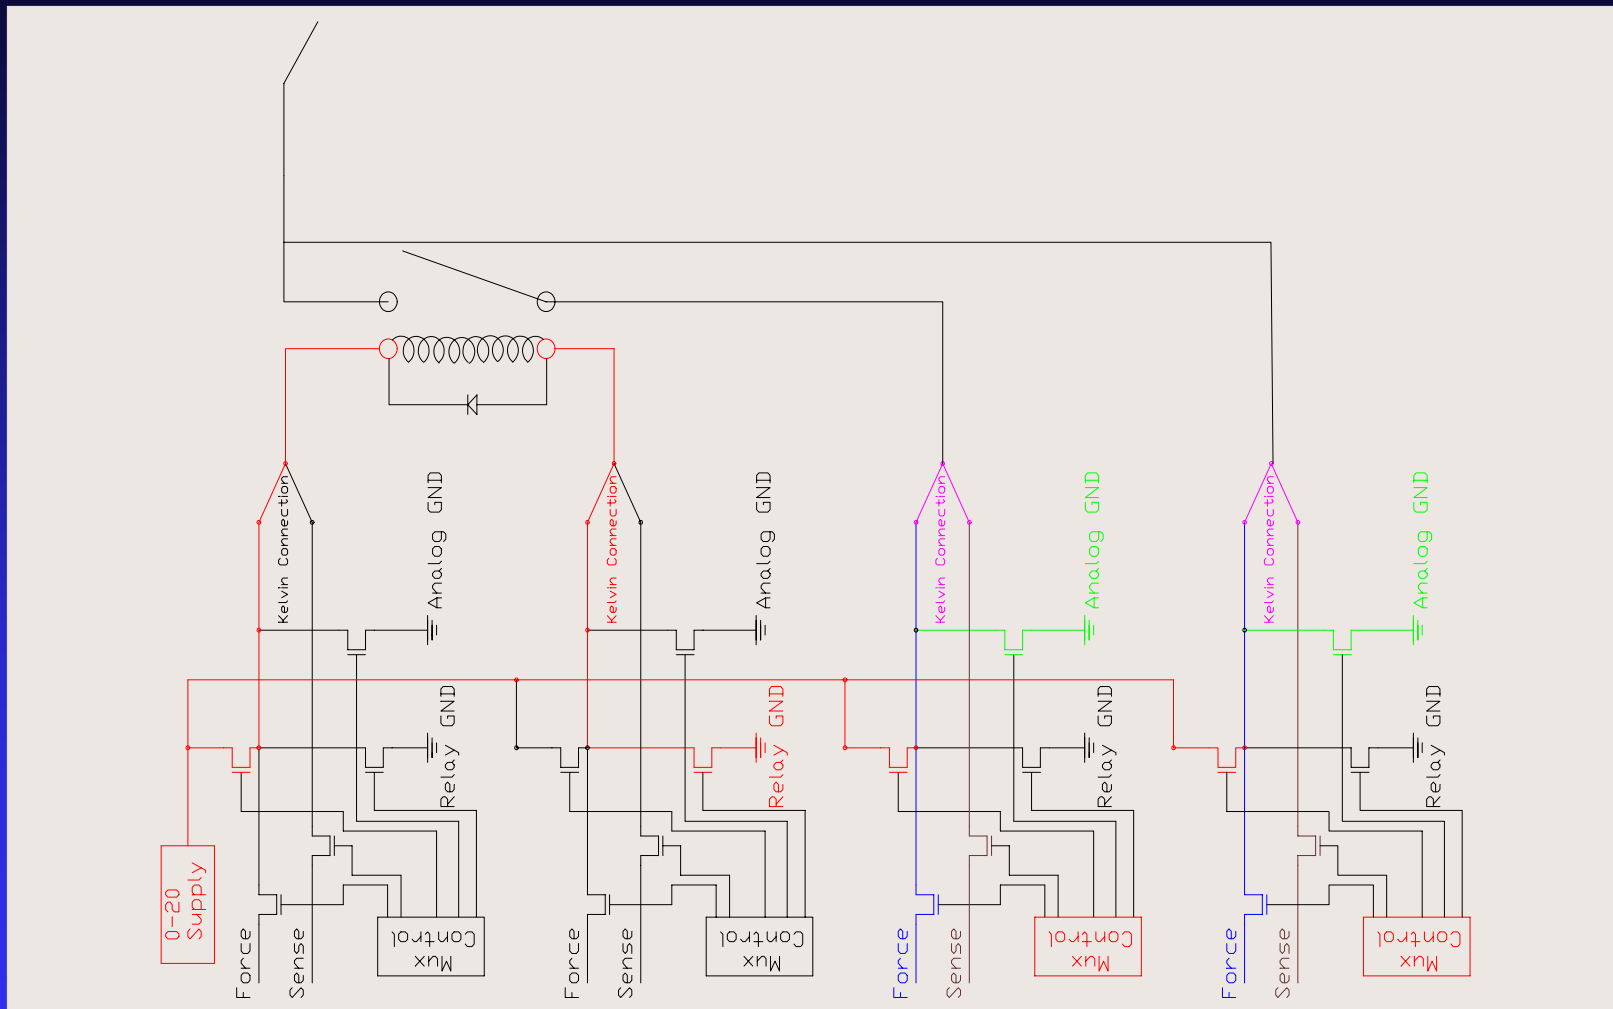 Kelvin Connection
Analog GND
Kelvin Connection
Analog GND
Kelvin Connection
Analog GND
Kelvin Connection
Analog GND
Relay GND
Relay GND
Relay GND
Relay GND
0-20
Supply
Force
Sense
Mux
Control
Force
Sense
Mux
Control
Force
Sense
Mux
Control
Force
Sense
Mux
Control